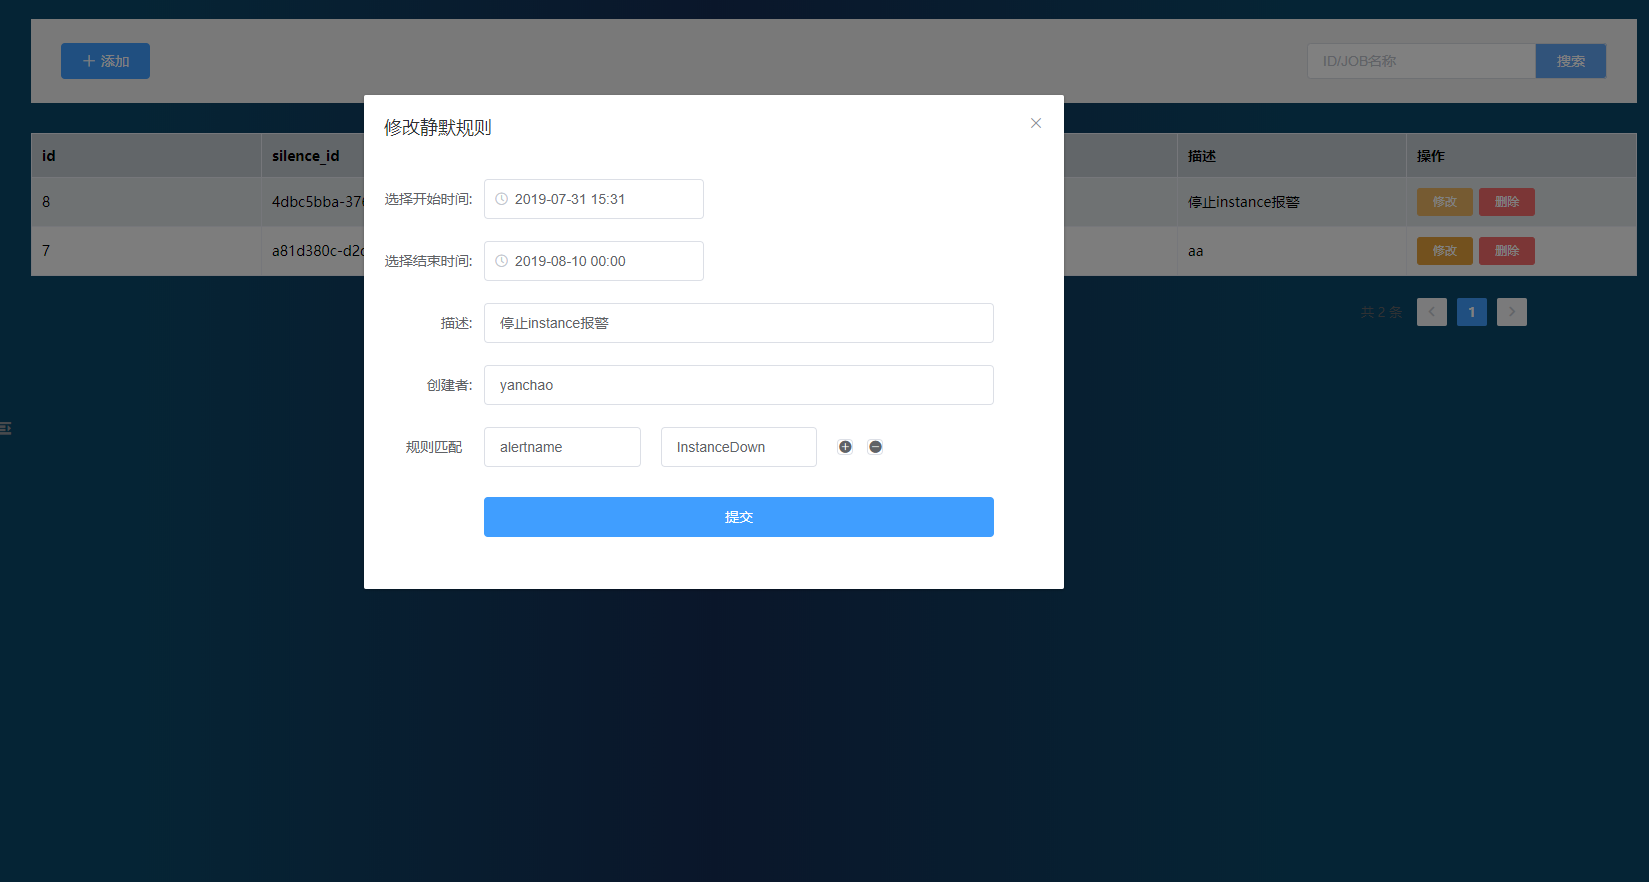 添加
ID/JOB名称
搜索
修改静默规则
id
silence_id
描述
操作
选择开始时间:
2019-07-31 15:31
8
4dbc5bba-37
停止instance报警
修改
删除
选择结束时间:
2019-08-10 00:00
7
a81d380c-d2
aa
修改
删除
描述:
停止instance报警
共 2 条
1
创建者:
yanchao
规则匹配
alertname
InstanceDown
提交